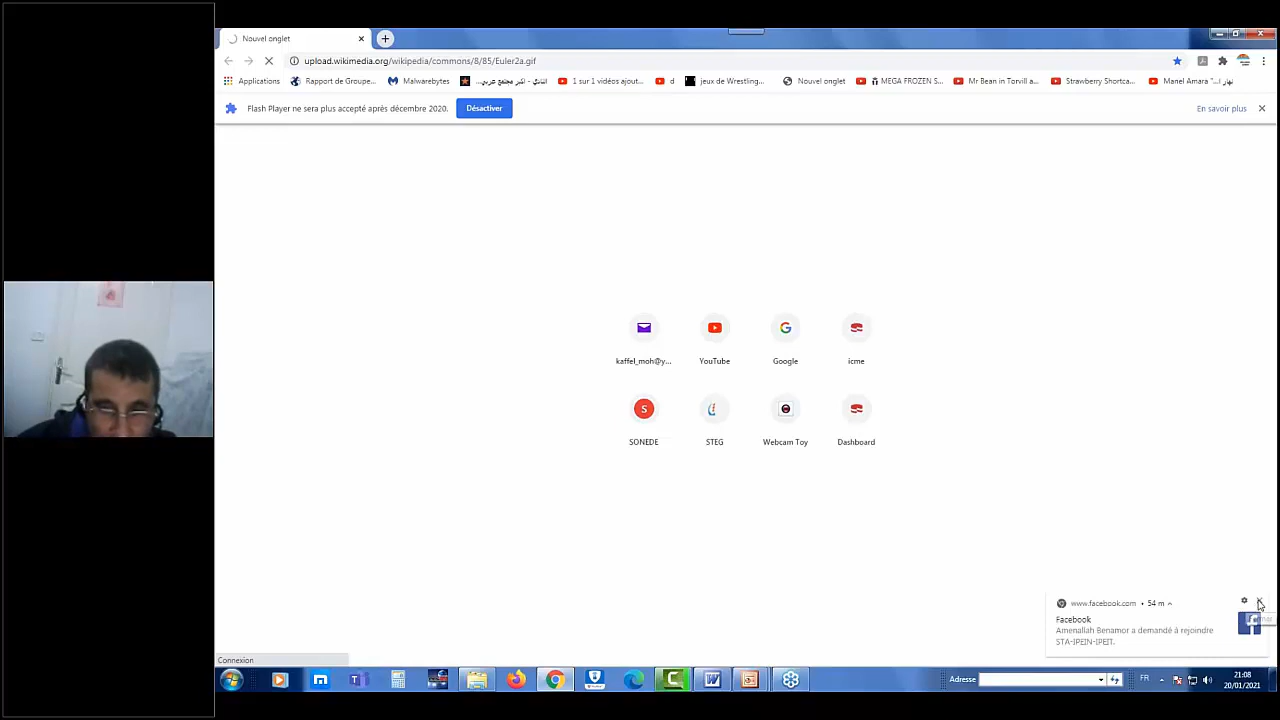 Nouvel onglet
upload.wikimedia.org/wikipedia/commons/8/85/Euler2a.gif
Applications Rapport de Groupe... Malwarebytes 1 sur 1 vidéos ajout... d jeux de Wrestling... Nouvel onglet MEGA FROZEN S... Mr Bean in Torvill a... Strawberry Shortca... Manel Amara "... نهار
Flash Player ne sera plus accepté après décembre 2020. Désactiver En savoir plus
kaffel_moh@y... YouTube Google icme
S
SONEDE STEG Webcam Toy Dashboard
www.facebook.com • 54 m
Facebook
Amenallah Benamor a demandé à rejoindre
STA-IPEIN-IPEIT.
Connexion
Adresse FR 21:08
20/01/2021